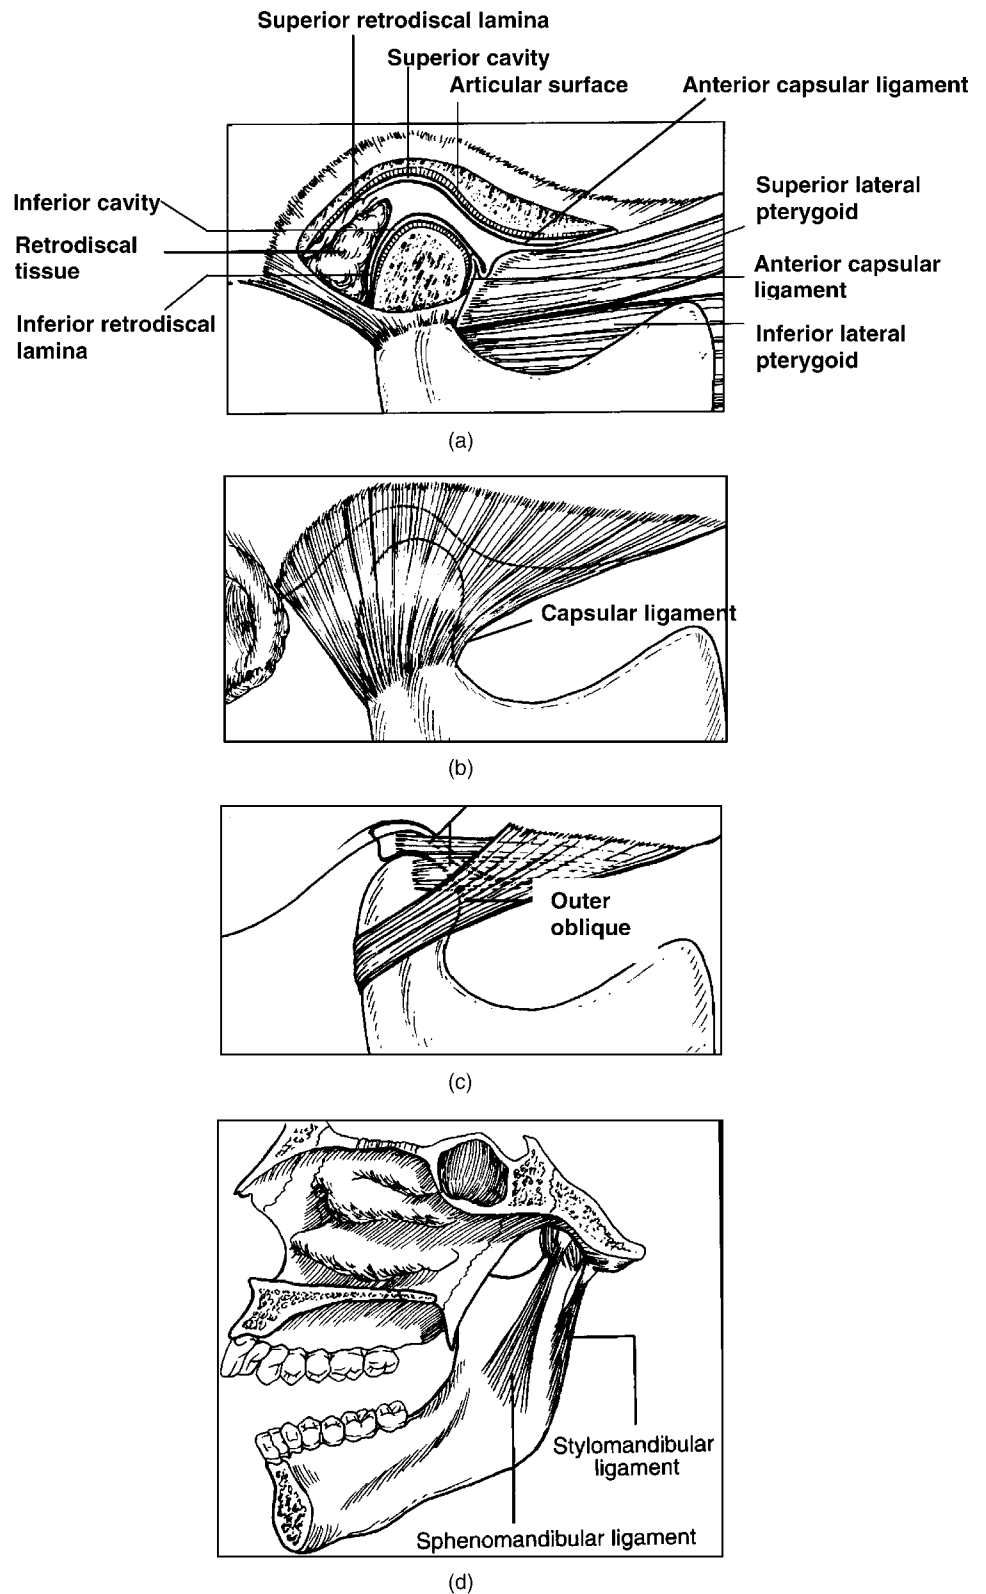 Superior retrodiscal lamina
Superior cavity
Articular surface
Anterior capsular ligament
Inferior cavity
Retrodiscal
tissue
Inferior retrodiscal
lamina
Superior lateral
pterygoid
Anterior capsular
ligament
Inferior lateral
pterygoid
(a)
Capsular ligament
(b)
Outer
oblique
(c)
Stylomandibular
ligament
Sphenomandibular ligament
(d)